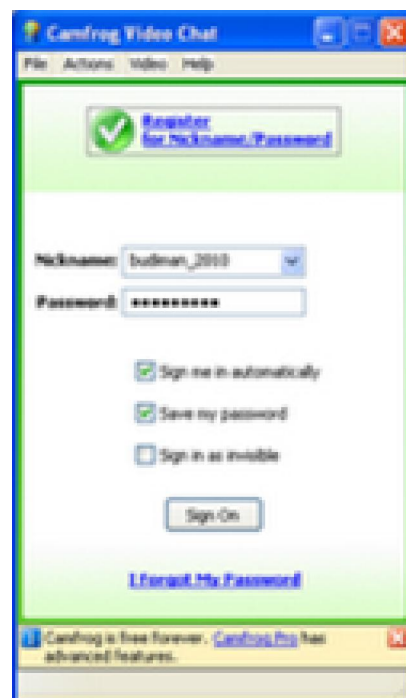 Camfrog Video Chat
File Actions Video Help
Register
for Nickname/Password
Nickname: budman_2010
Password: •••••••••
Sign me in automatically
Save my password
Sign in as invisible
Sign On
I Forgot My Password
Camfrog is free forever. Camfrog Pro has
advanced features.